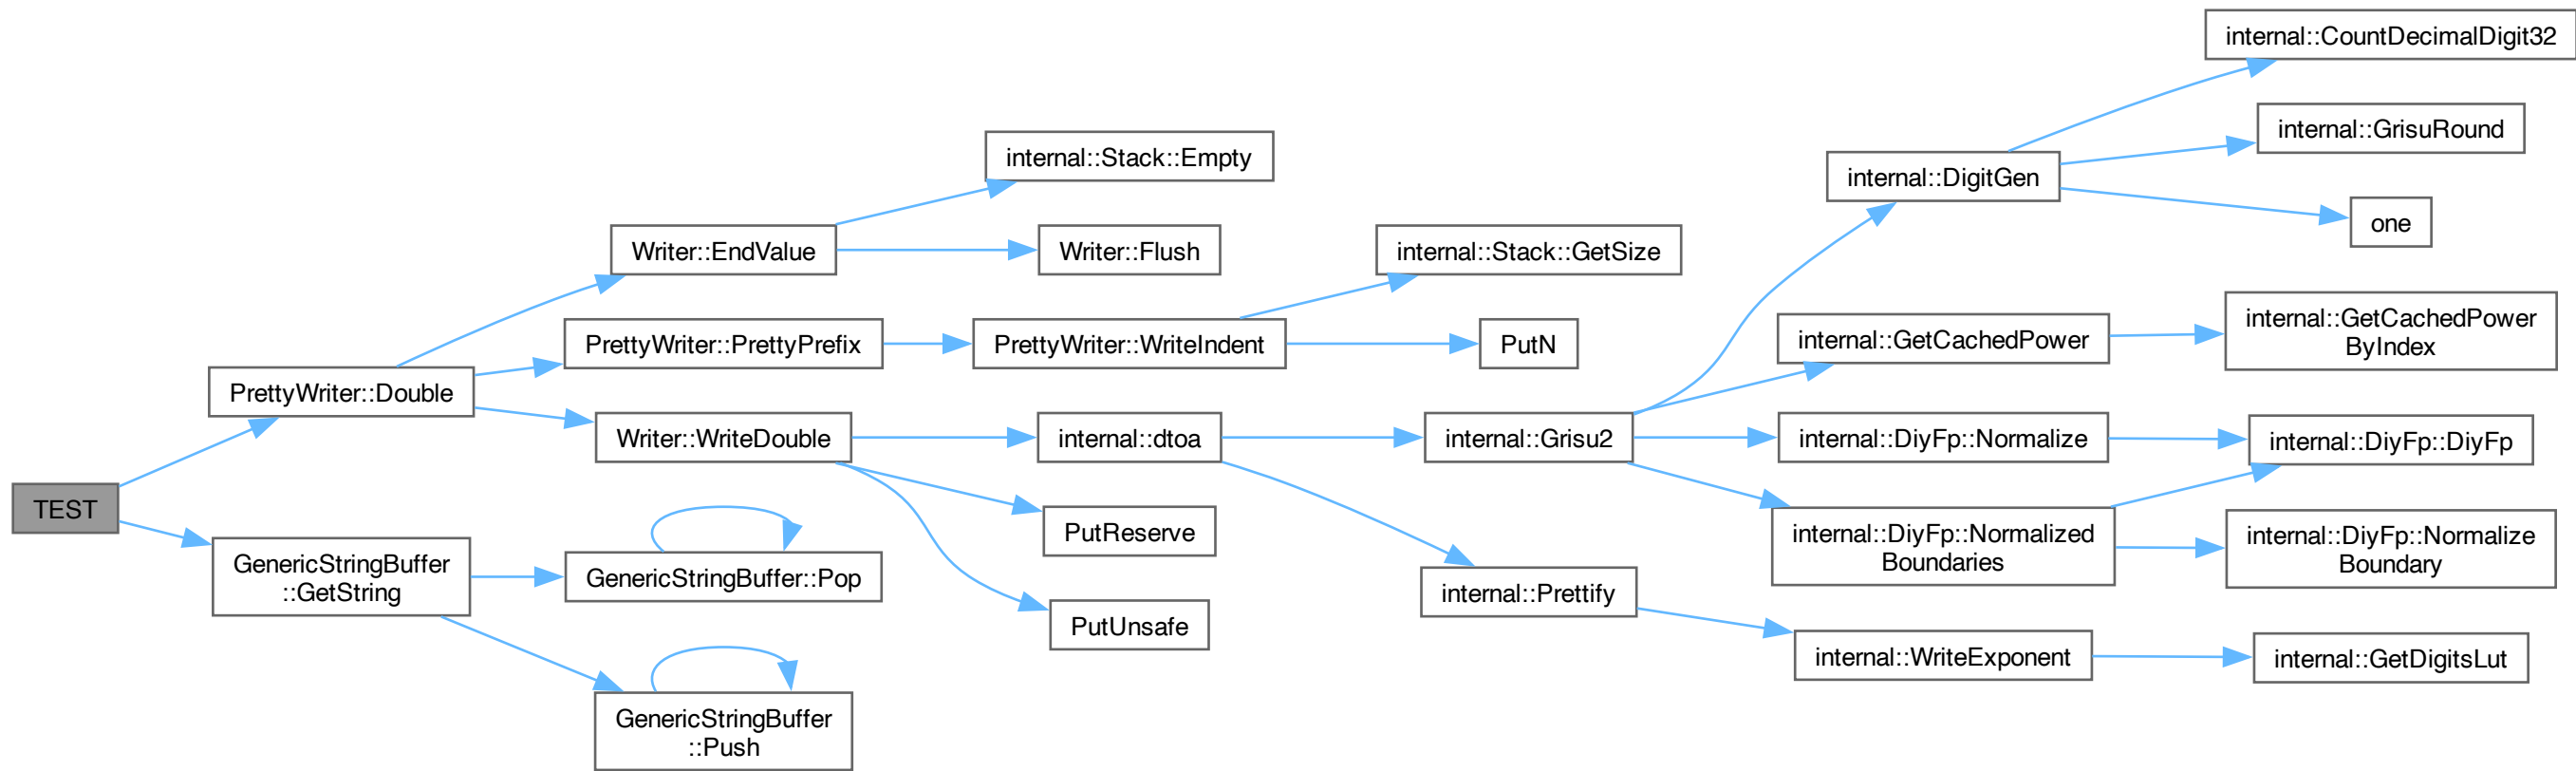 TEST
PrettyWriter::Double
GenericStringBuffer
::GetString
Writer::EndValue
PrettyWriter::PrettyPrefix
Writer::WriteDouble
GenericStringBuffer::Pop
GenericStringBuffer
::Push
internal::Stack::Empty
Writer::Flush
PrettyWriter::WriteIndent
internal::dtoa
PutReserve
PutUnsafe
internal::Stack::GetSize
PutN
internal::Grisu2
internal::Prettify
internal::DigitGen
internal::GetCachedPower
internal::DiyFp::Normalize
internal::DiyFp::Normalized
Boundaries
internal::WriteExponent
internal::CountDecimalDigit32
internal::GrisuRound
one
internal::GetCachedPower
ByIndex
internal::DiyFp::DiyFp
internal::DiyFp::Normalize
Boundary
internal::GetDigitsLut